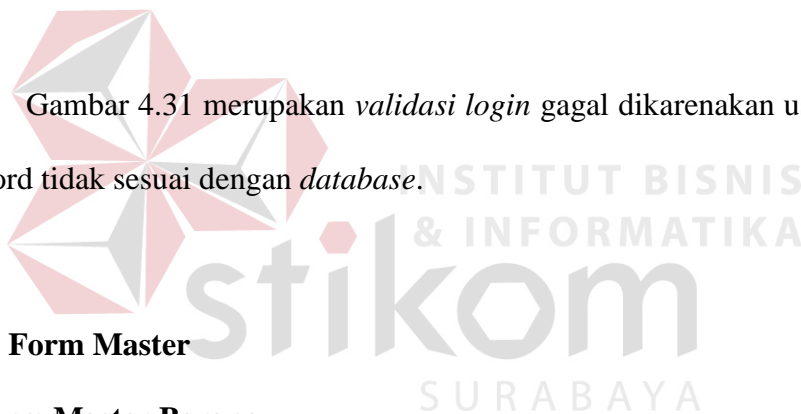 Gambar 4.31 merupakan validasi login gagal dikarenakan u
ord tidak sesuai dengan database.
INSTITUT BISNIS
& INFORMATIKA
stikom
SURABAYA
Form Master